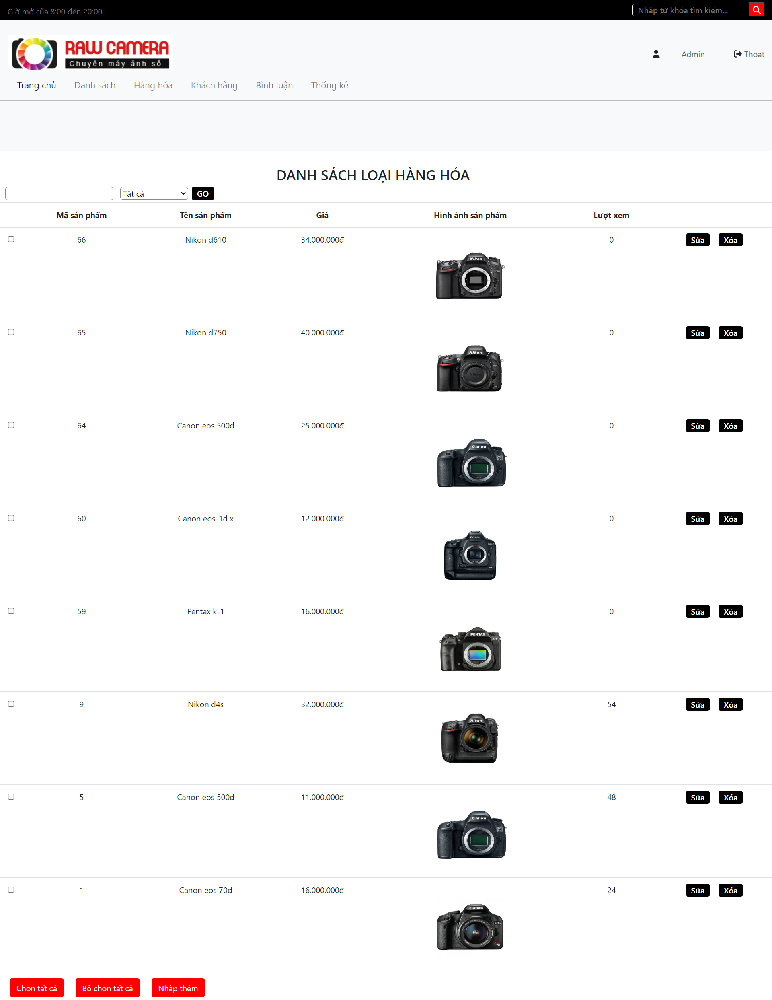 Giờ mở của 8:00 đến 20:00
Nhập từ khóa tìm kiếm...
RAW CAMERA
Chuyên máy ảnh số
Admin
Thoát
Trang chủ Danh sách Hàng hóa Khách hàng Bình luận Thống kê
DANH SÁCH LOẠI HÀNG HÓA
Tất cả GO
Mã sản phẩm Tên sản phẩm Giá Hình ảnh sản phẩm Lượt xem
66 Nikon d610 34.000.000đ 0 Sửa Xóa
Nikon
65 Nikon d750 40.000.000đ 0 Sửa Xóa
Nikon
Nikon
64 Canon eos 500d 25.000.000đ 0 Sửa Xóa
Canon
EOS
60 Canon eos-1d x 12.000.000đ 0 Sửa Xóa
Canon
X
59 Pentax k-1 16.000.000đ 0 Sửa Xóa
PENTAX
K-1
SR
9 Nikon d4s 32.000.000đ 54 Sửa Xóa
Nikon
5 Canon eos 500d 11.000.000đ 48 Sửa Xóa
Canon
EOS
1 Canon eos 70d 16.000.000đ 24 Sửa Xóa
Canon
EOS
Chọn tất cả Bỏ chọn tất cả Nhập thêm